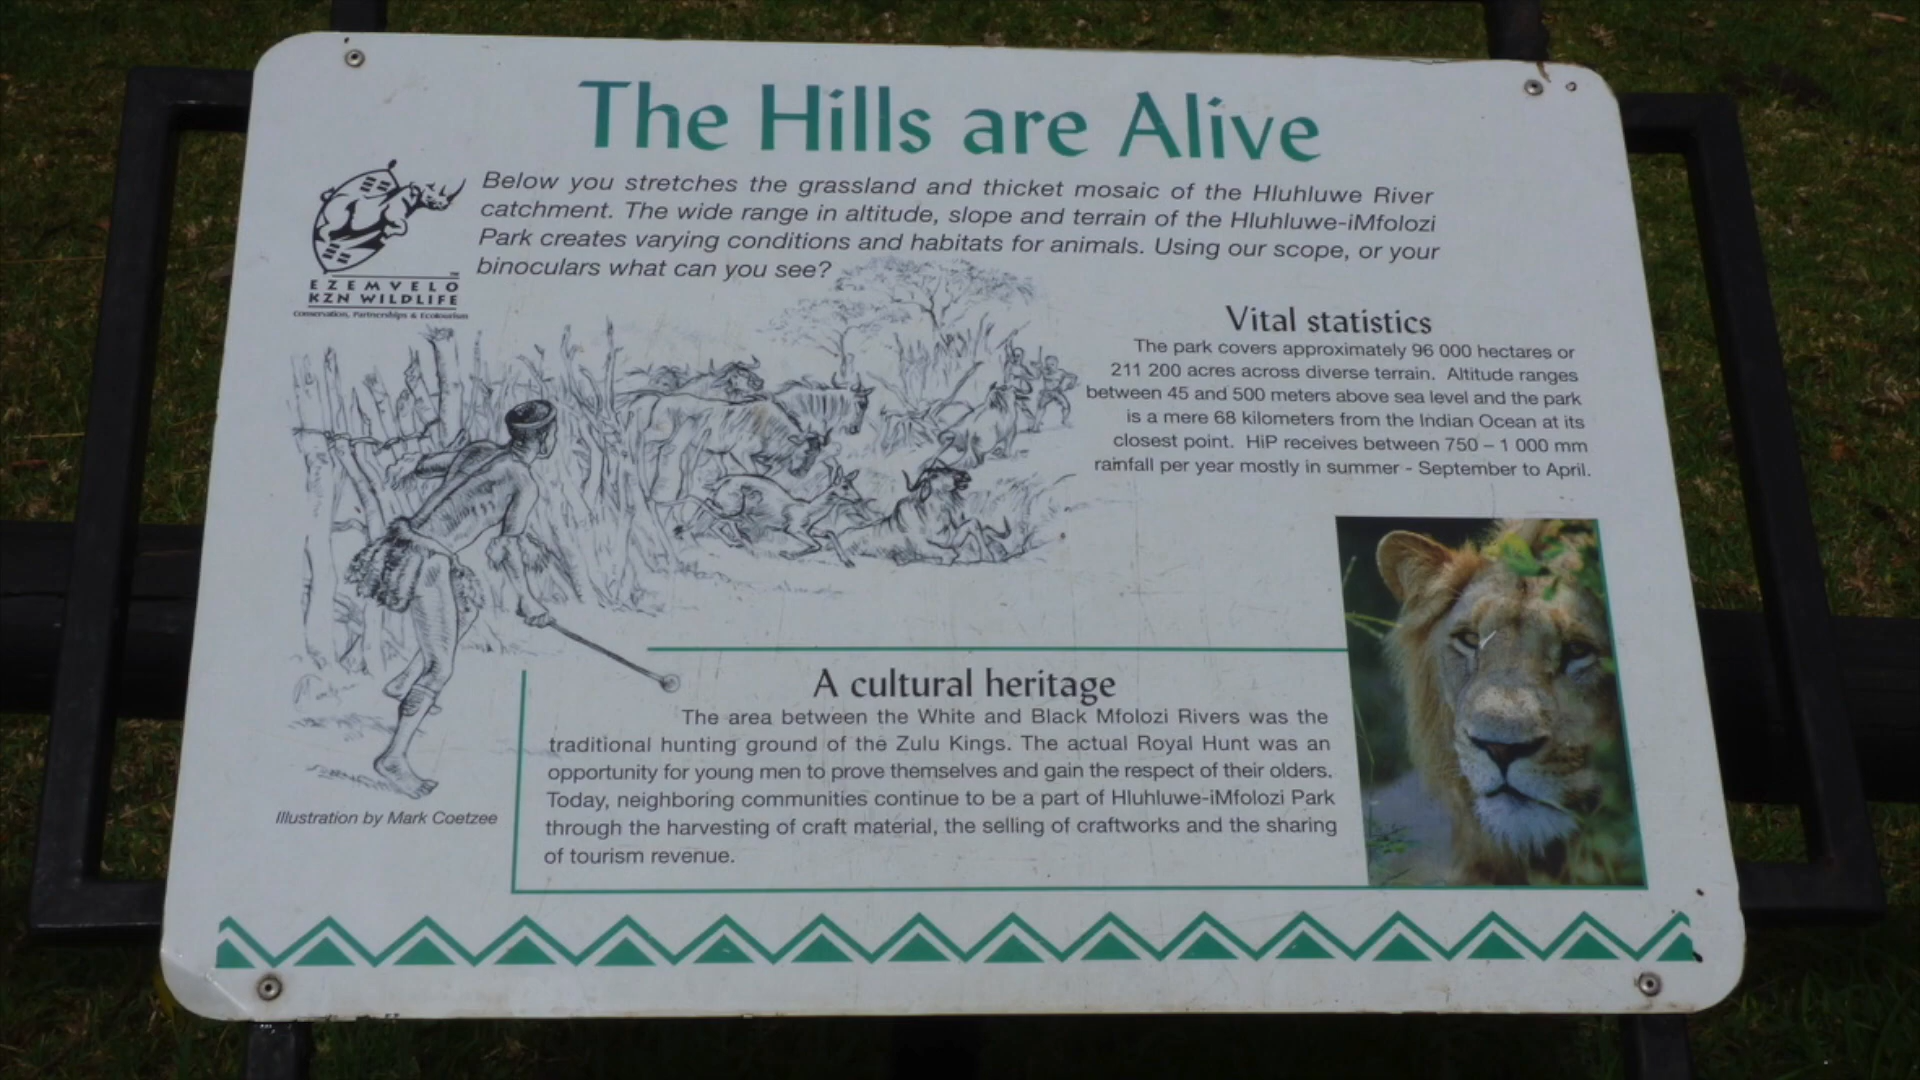 The Hills are Alive
Below you stretches the grassland and thicket mosaic of the Hluhluwe River
catchment. The wide range in altitude, slope and terrain of the Hluhluwe-iMfolozi
Park creates varying conditions and habitats for animals. Using our scope, or your
binoculars what can you see?
EZEMVELO
TM
KZN WILDLIFE
Conservation, Partnerships & Ecotourism
Vital statistics
The park covers approximately 96 000 hectares or
211 200 acres across diverse terrain. Altitude ranges
between 45 and 500 meters above sea level and the park
is a mere 68 kilometers from the Indian Ocean at its
closest point. HiP receives between 750 – 1 000 mm
rainfall per year mostly in summer - September to April.
A cultural heritage
The area between the White and Black Mfolozi Rivers was the
traditional hunting ground of the Zulu Kings. The actual Royal Hunt was an
opportunity for young men to prove themselves and gain the respect of their olders.
Today, neighboring communities continue to be a part of Hluhluwe-iMfolozi Park
through the harvesting of craft material, the selling of craftworks and the sharing
of tourism revenue.
Illustration by Mark Coetzee